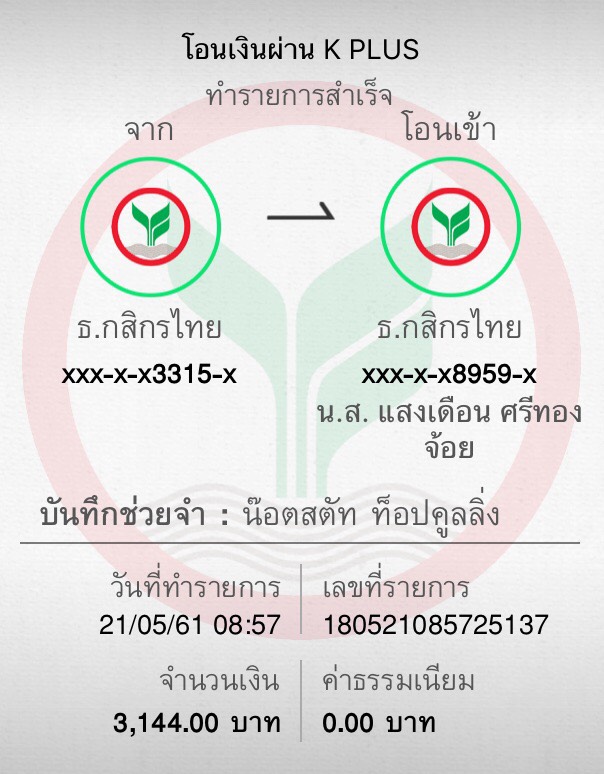 โอนเงินผ่าน K PLUS
ทำรายการสำเร็จ
จาก
โอนเข้า
ธ.กสิกรไทย
ธ.กสิกรไทย
xxx-x-x3315-x
xxx-x-x8959-x
น.ส. แสงเดือน ศรีทอง
จ้อย
บันทึกช่วยจำ : น๊อตสตัท ท็อปคูลลิ่ง
วันที่ทำรายการ
เลขที่รายการ
21/05/61 08:57
180521085725137
จำนวนเงิน
ค่าธรรมเนียม
3,144.00 บาท
0.00 บาท